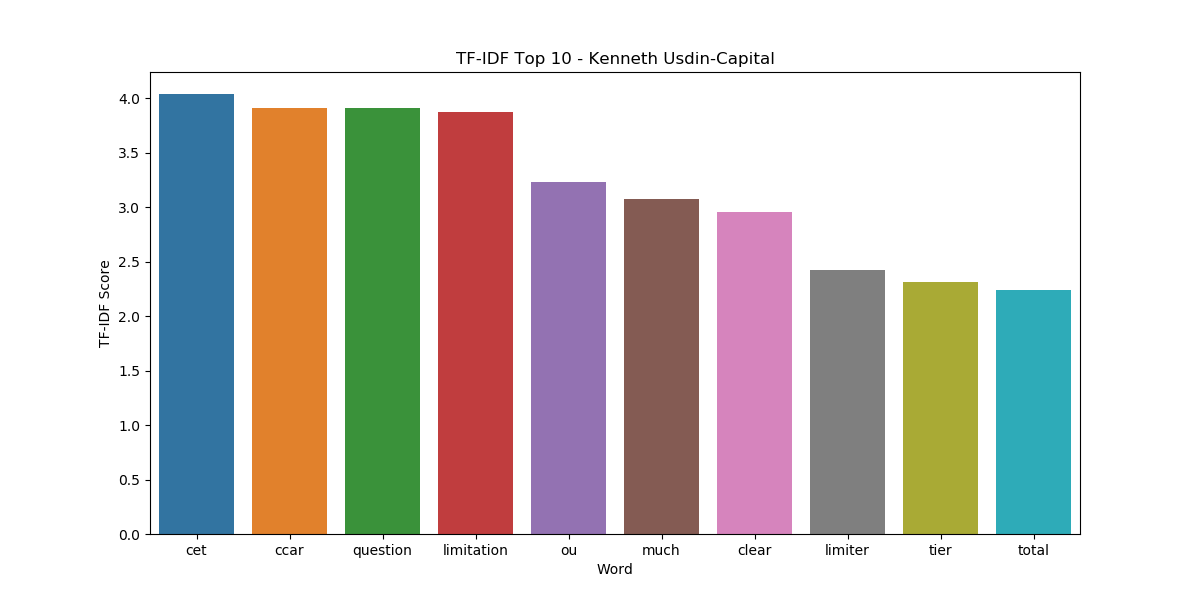 TF-IDF Top 10 - Kenneth Usdin-Capital
4.0
3.5
3.0
2.5
2.0
1.5
1.0
0.5
0.0
TF-IDF Score
cet ccar question limitation ou much clear limiter tier total
Word